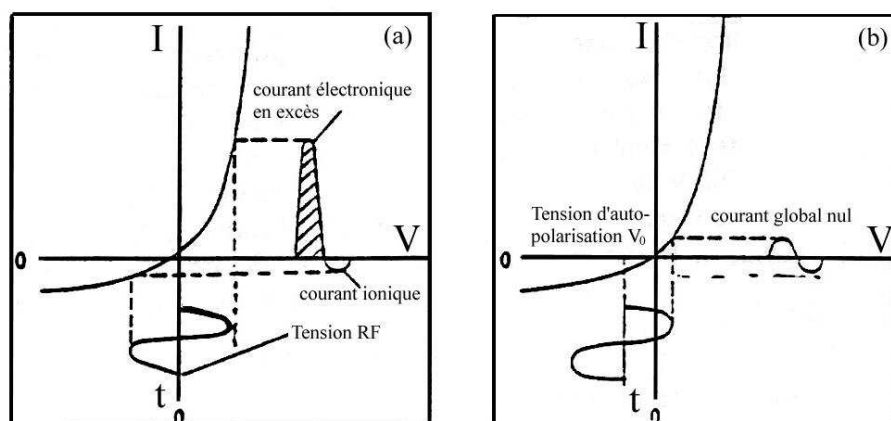 I
(a)
courant électronique
en excès
V
0
courant ionique
Tension RF
t
0
I
(b)
Tension d'auto-
polarisation V₀
courant global nul
V
0
t
0